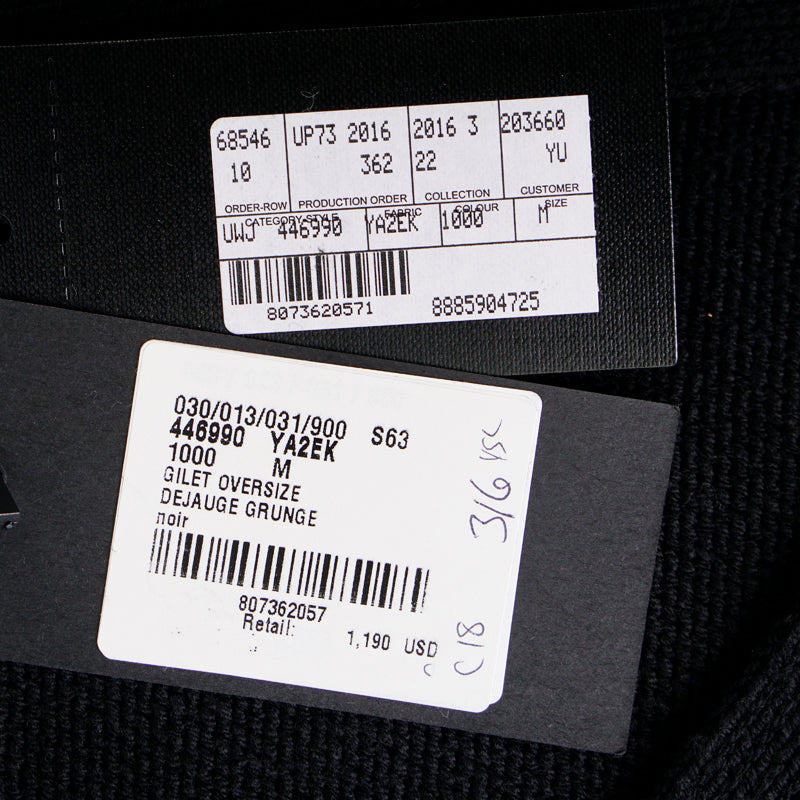 68546 UP73 2016 2016 3 203660
10 362 22 YU
ORDER-ROW PRODUCTION ORDER COLLECTION CUSTOMER
CATEGORY-STYLE FABRIC COLOUR SIZE
UWJ 446990 YA2EK 1000 M
8073620571 8885904725
030/013/031/900 S63
446990 YA2EK
1000 M
GILET OVERSIZE
DEJAUGE GRUNGE
noir
807362057
Retail: 1,190 USD
316
C18